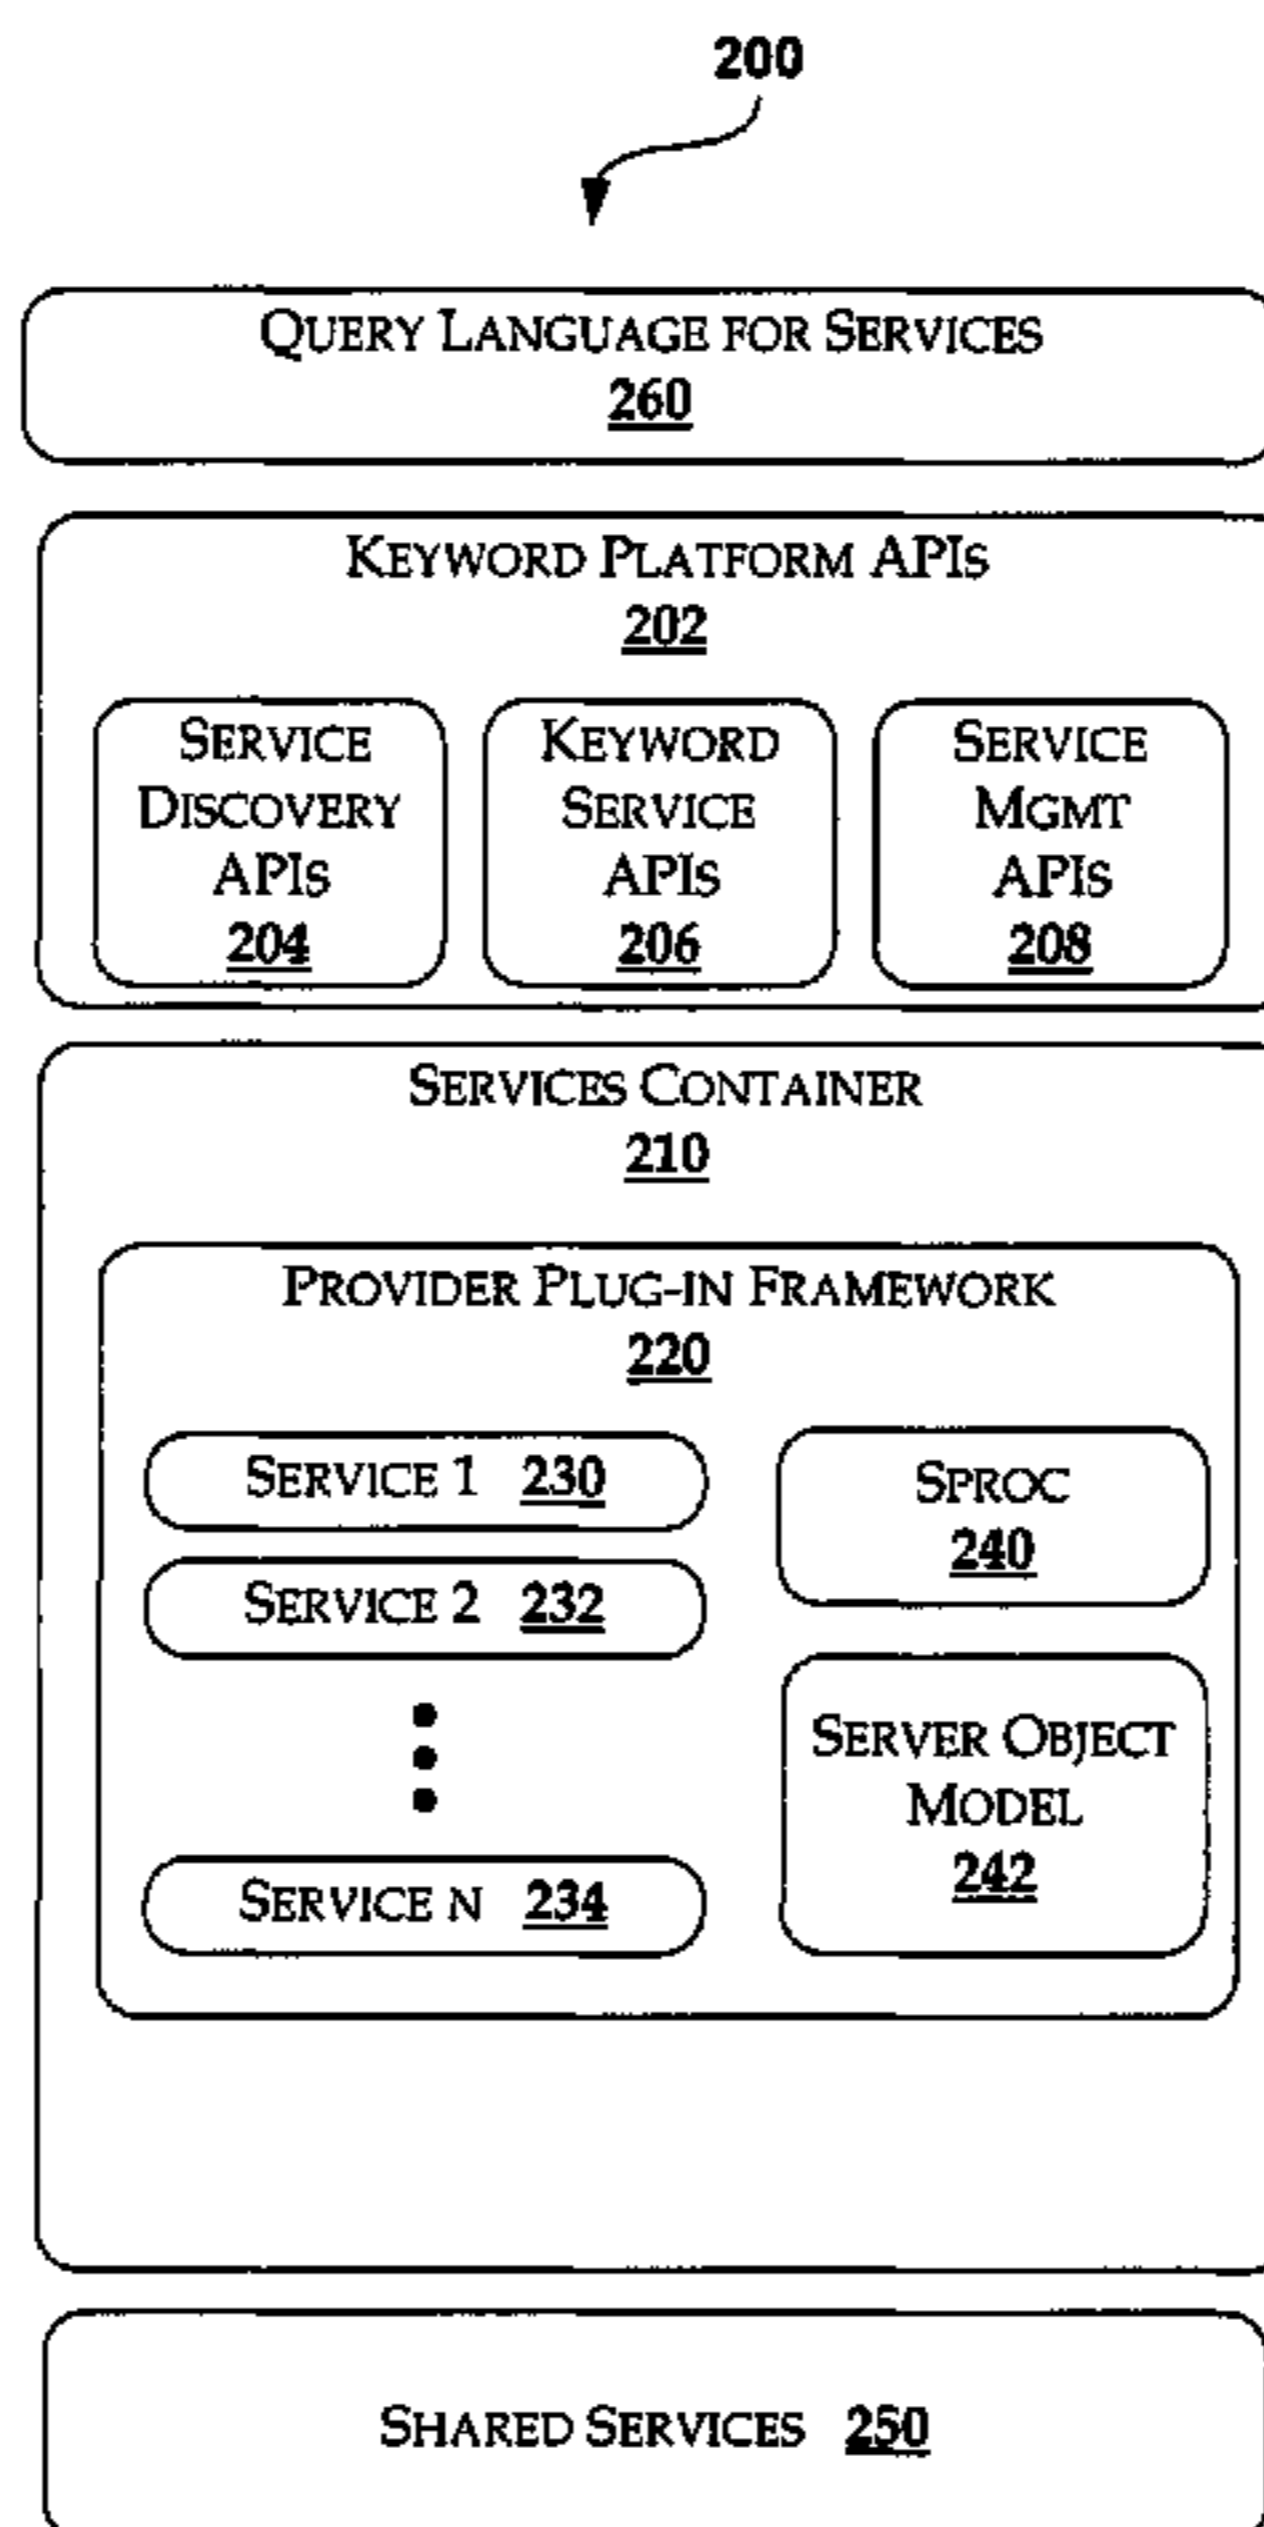 200
QUERY LANGUAGE FOR SERVICES
260
KEYWORD PLATFORM APIS
202
SERVICE
DISCOVERY
APIS
204
KEYWORD
SERVICE
APIS
206
SERVICE
MGMT
APIS
208
SERVICES CONTAINER
210
PROVIDER PLUG-IN FRAMEWORK
220
SERVICE 1 230
SERVICE 2 232
SERVICE N 234
SPROC
240
SERVER OBJECT
MODEL
242
SHARED SERVICES 250